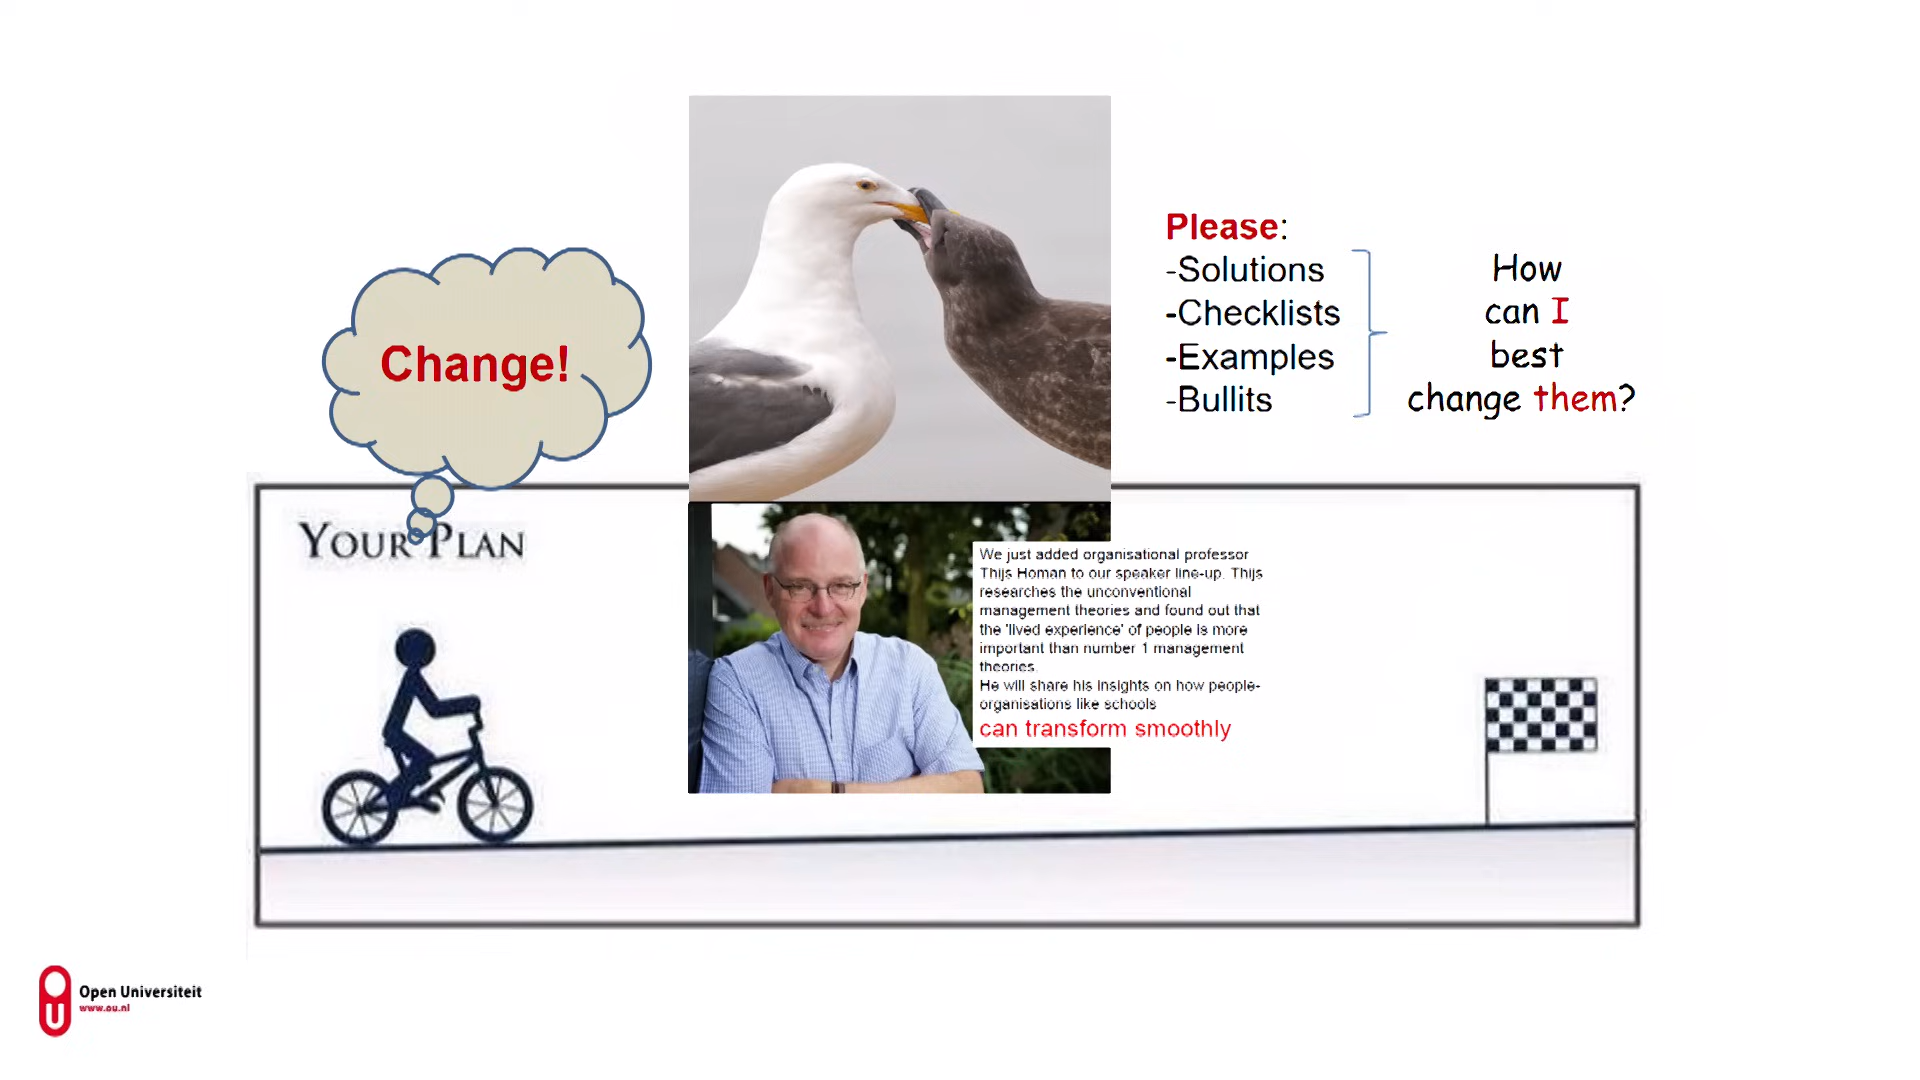 Change!
Please:
-Solutions
-Checklists
-Examples
-Bullits
How
can I
best
change them?
YOUR PLAN
We just added organisational professor
Thijs Homan to our speaker line-up. Thijs
researches the unconventional
management theories and found out that
the 'lived experience' of people is more
important than number 1 management
theories.
He will share his insights on how people-
organisations like schools
can transform smoothly
Open Universiteit
www.ou.nl